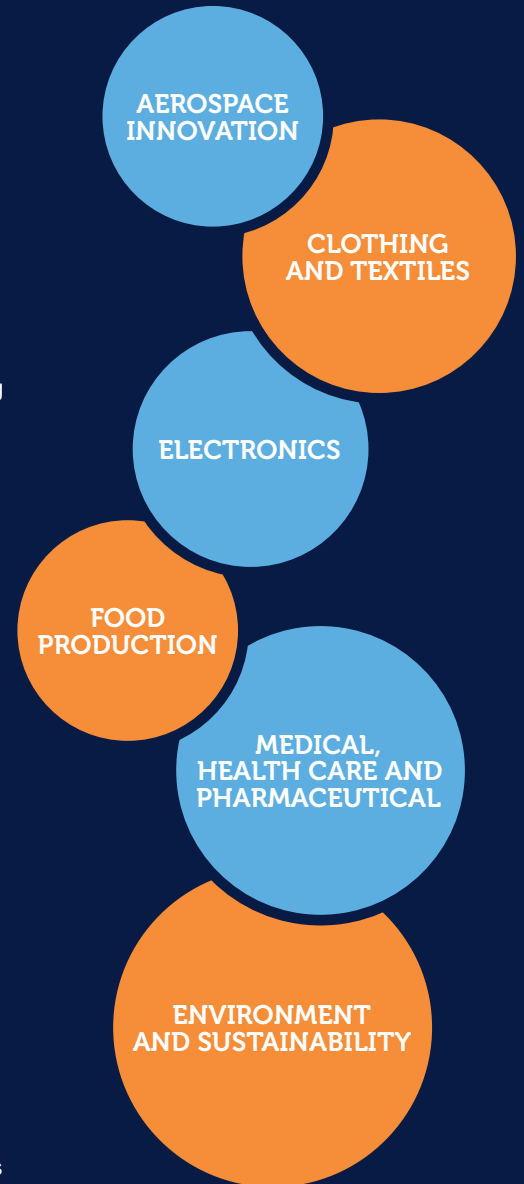 AEROSPACE
INNOVATION
CLOTHING
AND TEXTILES
ELECTRONICS
FOOD
PRODUCTION
MEDICAL,
HEALTH CARE AND
PHARMACEUTICAL
ENVIRONMENT
AND SUSTAINABILITY